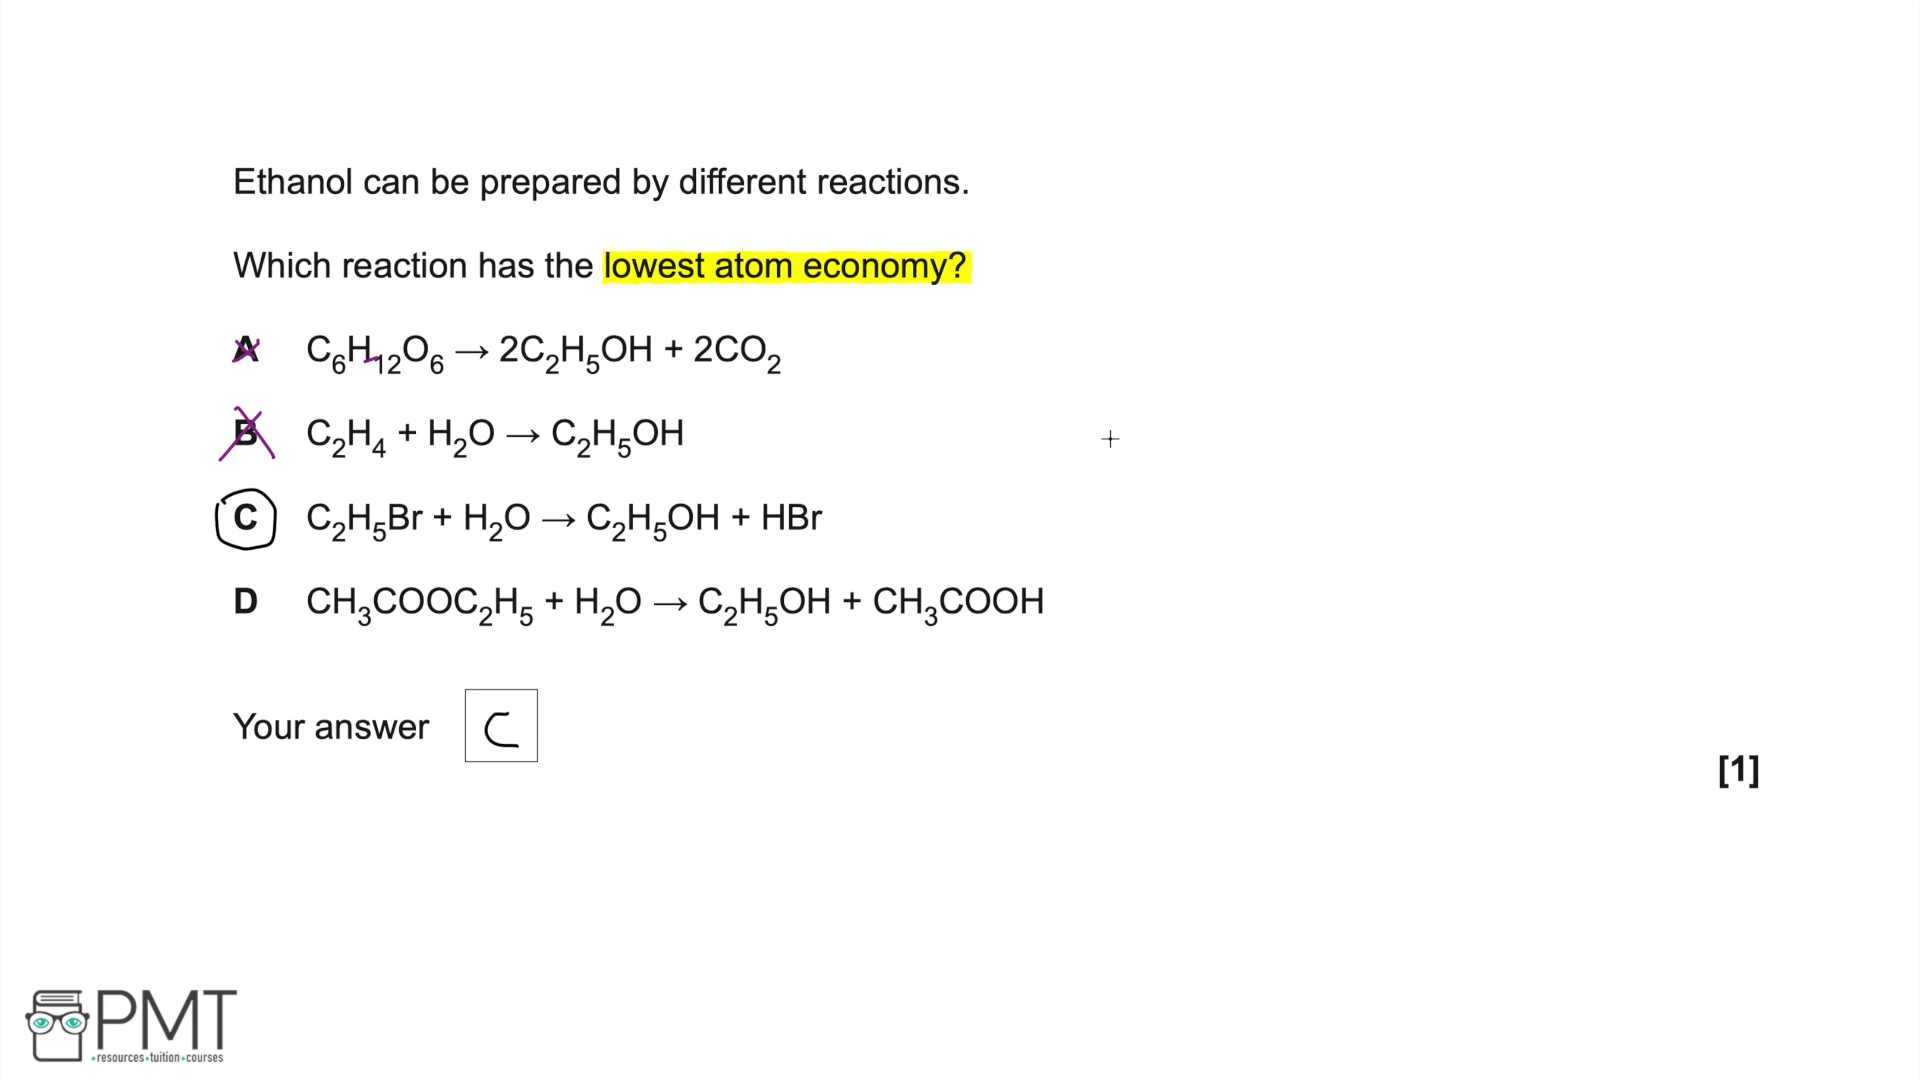 Ethanol can be prepared by different reactions.
Which reaction has the lowest atom economy?
A C₆H₁₂O₆ → 2C₂H₅OH + 2CO₂
B C₂H₄ + H₂O → C₂H₅OH
C C₂H₅Br + H₂O → C₂H₅OH + HBr
D CH₃COOC₂H₅ + H₂O → C₂H₅OH + CH₃COOH
Your answer C
[1]
PMT
•resources•tuition•courses